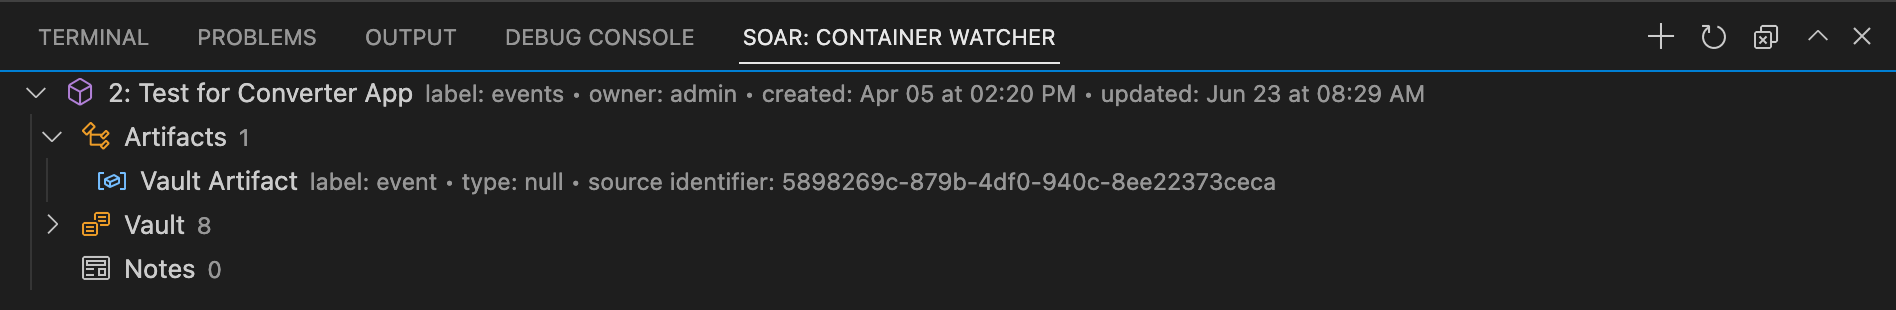 TERMINAL PROBLEMS OUTPUT DEBUG CONSOLE SOAR: CONTAINER WATCHER
2: Test for Converter App label: events • owner: admin • created: Apr 05 at 02:20 PM • updated: Jun 23 at 08:29 AM
Artifacts 1
Vault Artifact label: event • type: null • source identifier: 5898269c-879b-4df0-940c-8ee22373ceca
Vault 8
Notes 0